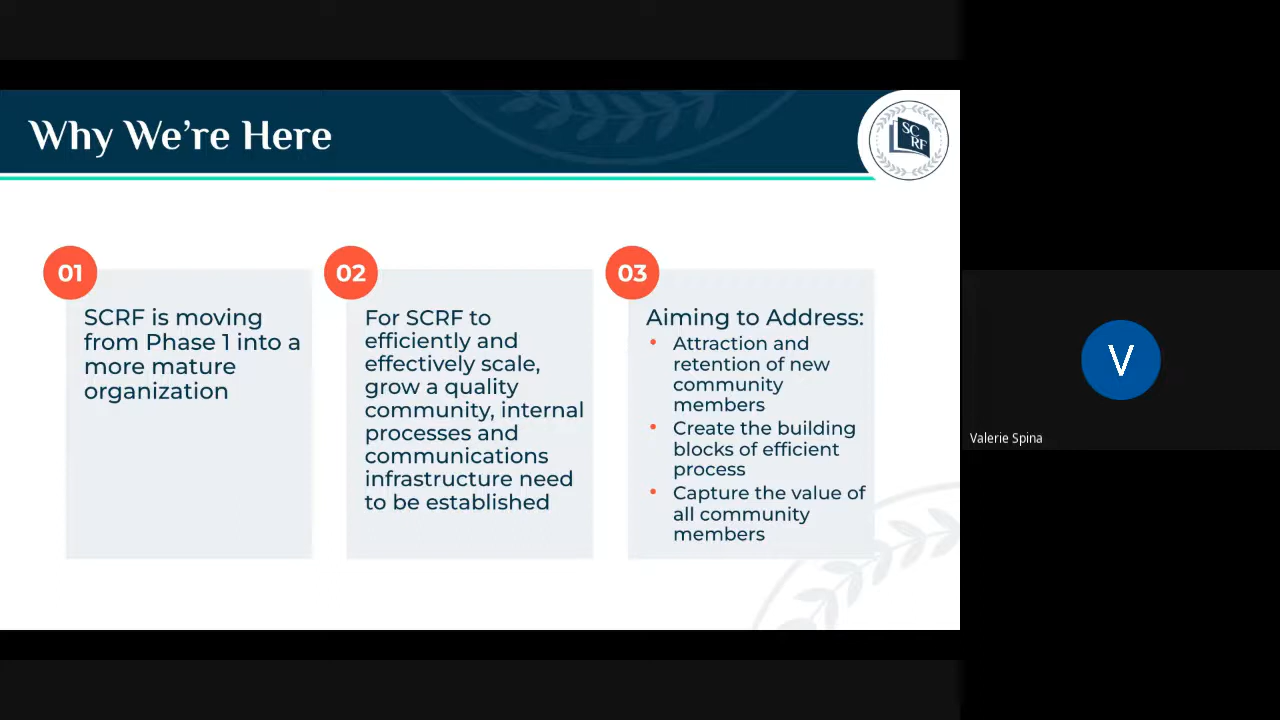 Why We're Here
SC
RF
01
SCRF is moving
from Phase 1 into a
more mature
organization
02
For SCRF to
efficiently and
effectively scale,
grow a quality
community, internal
processes and
communications
infrastructure need
to be established
03
Aiming to Address:
• Attraction and
retention of new
community
members
• Create the building
blocks of efficient
process
• Capture the value of
all community
members
V
Valerie Spina